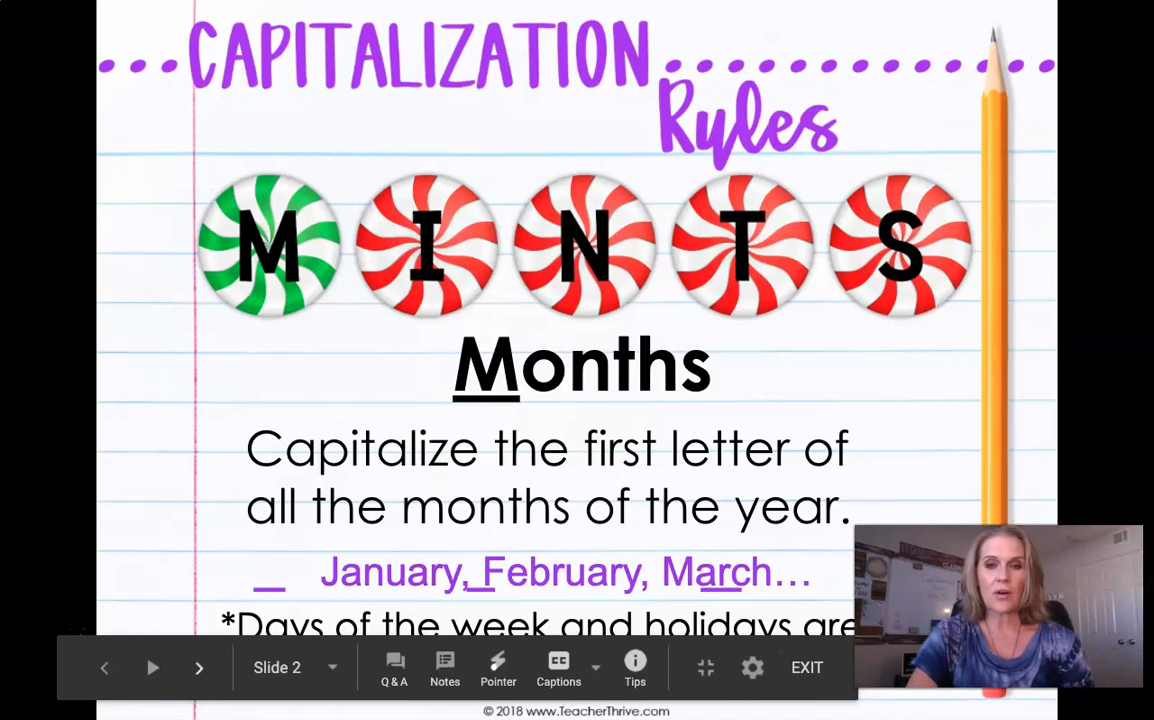 CAPITALIZATION
Rules
M I N T S
Months
Capitalize the first letter of
all the months of the year.
January, February, March…
*Days of the week and holidays are
Slide 2
Q & A
Notes
Pointer
CC
Captions
Tips
EXIT
© 2018 www.TeacherThrive.com